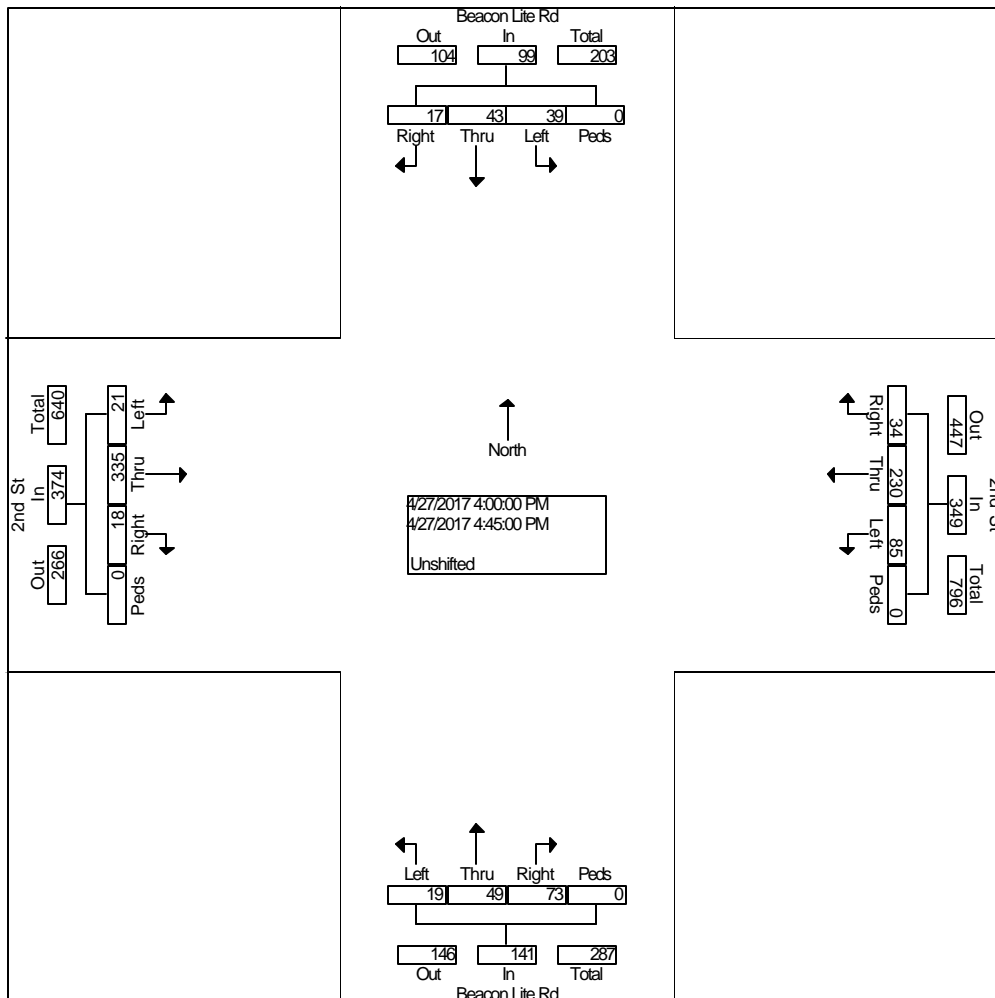 Beacon Lite Rd
Out In Total
104 99 203
17 43 39 0
Right Thru Left Peds
2nd St
Total In Out
640 374 266
21 335 18 0
Left Thru Right Peds
North
4/27/2017 4:00:00 PM
4/27/2017 4:45:00 PM
Unshifted
Right Thru Left Peds
34 230 85 0
447 349 796
Out In Total
2nd St
Left Thru Right Peds
19 49 73 0
146 141 287
Out In Total
Beacon Lite Rd